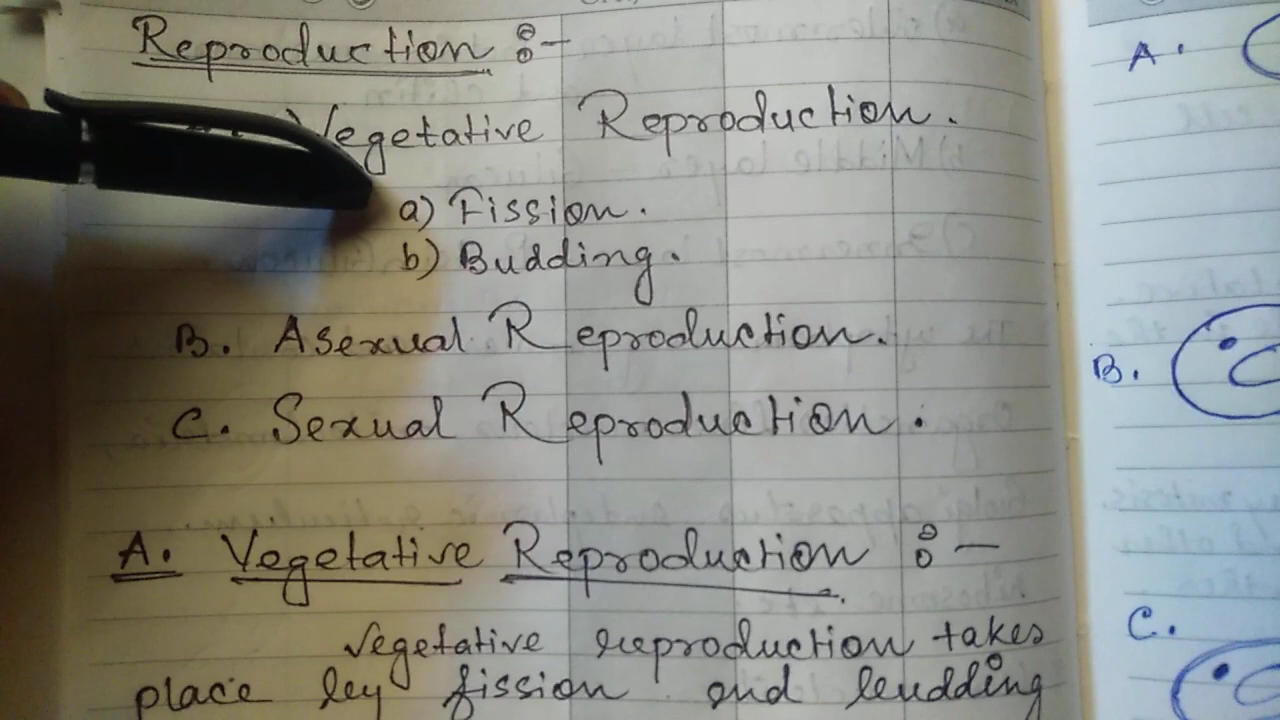 Reproduction :-
Vegetative Reproduction.
a) Fission.
b) Budding.
B. Asexual Reproduction.
C. Sexual Reproduction.
A. Vegetative Reproduction :-
Vegetative reproduction takes
place by fission and budding
A.
B.
C.